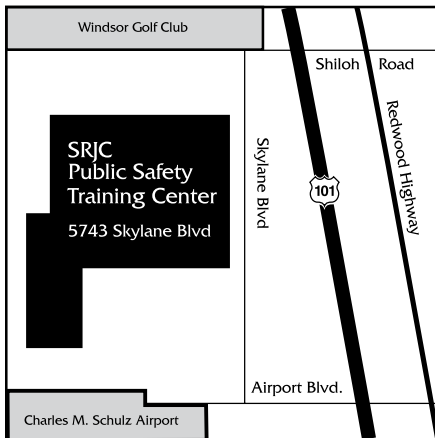 Windsor Golf Club
Shiloh Road
SRJC
Public Safety
Training Center
5743 Skylane Blvd
Skylane Blvd
101
Redwood Highway
Airport Blvd.
Charles M. Schulz Airport